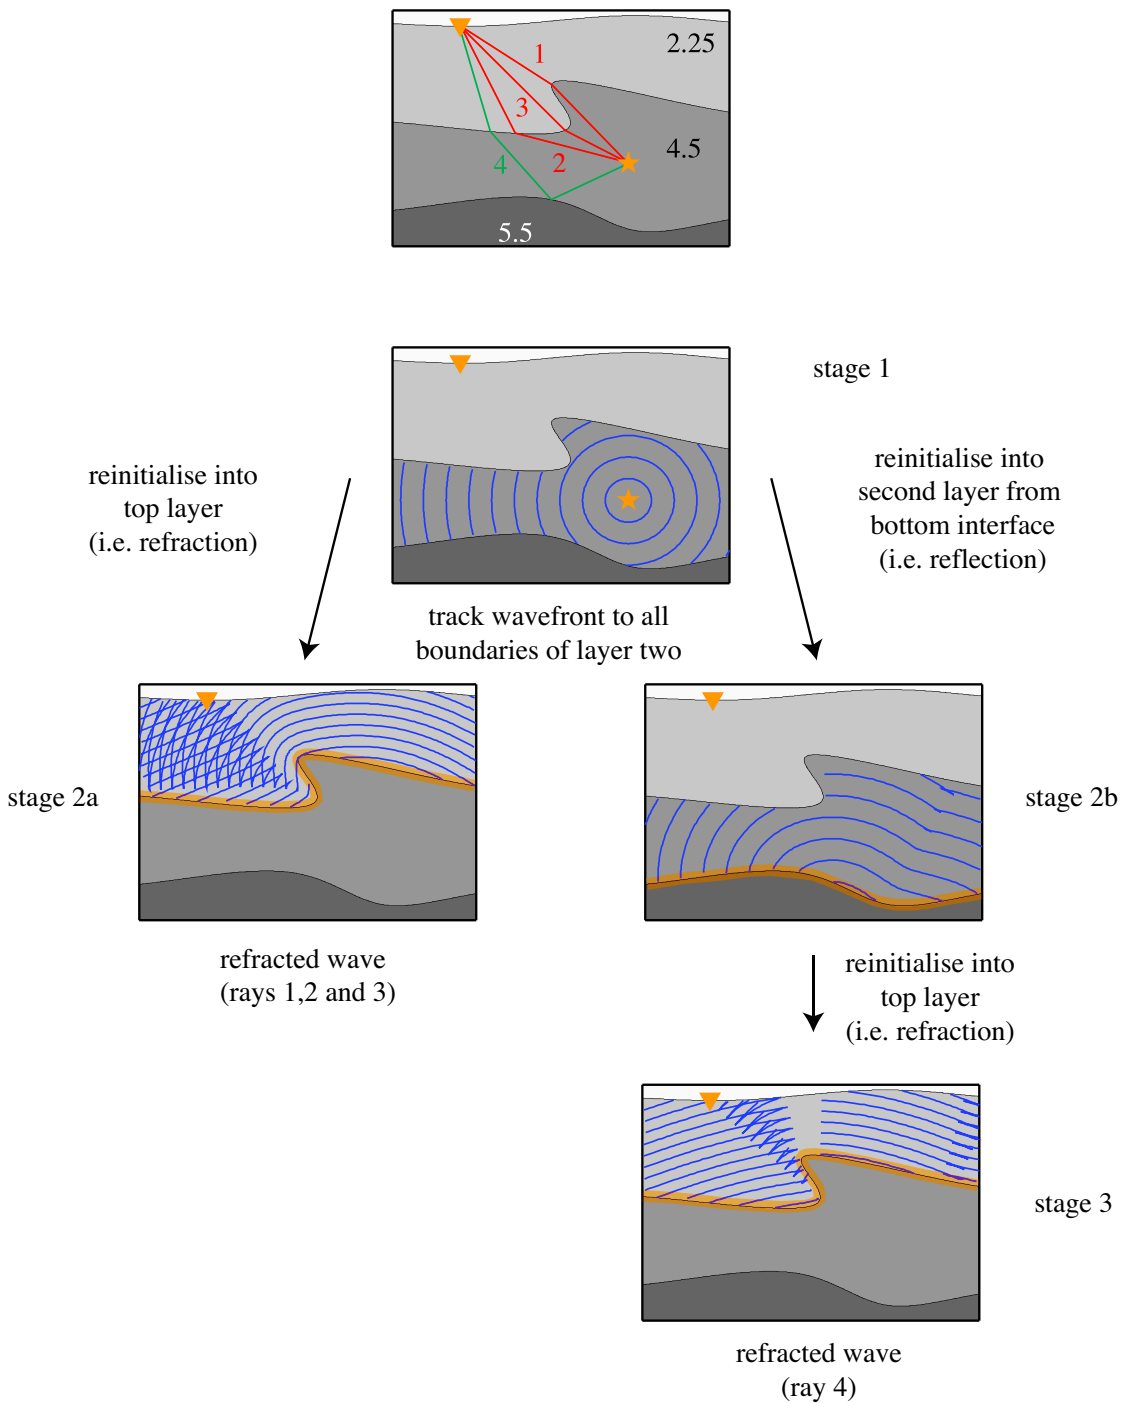 1
2.25
3
4.5
4
2
5.5
stage 1
reinitialise into
top layer
(i.e. refraction)
reinitialise into
second layer from
bottom interface
(i.e. reflection)
track wavefront to all
boundaries of layer two
stage 2a
stage 2b
refracted wave
(rays 1,2 and 3)
reinitialise into
top layer
(i.e. refraction)
stage 3
refracted wave
(ray 4)